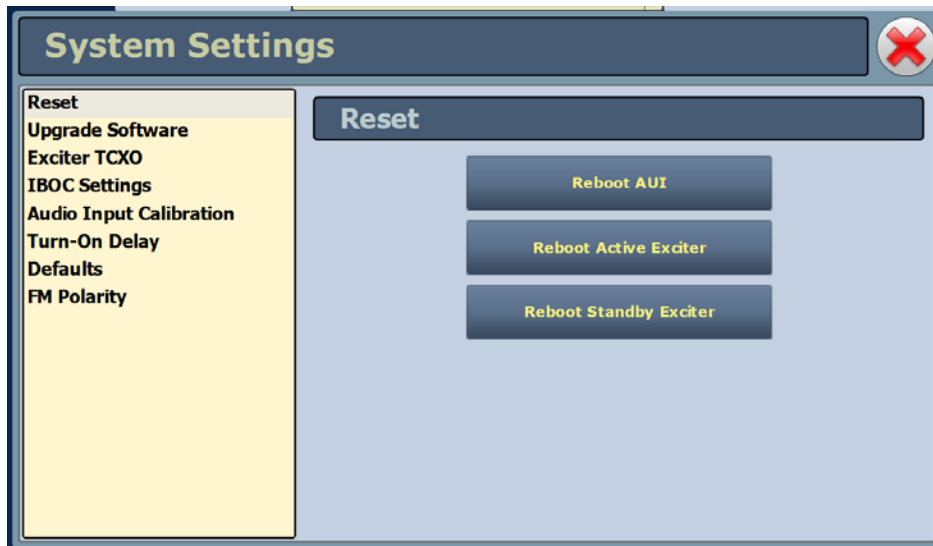 System Settings
Reset
Upgrade Software
Exciter TCXO
IBOC Settings
Audio Input Calibration
Turn-On Delay
Defaults
FM Polarity
Reset
Reboot AUI
Reboot Active Exciter
Reboot Standby Exciter